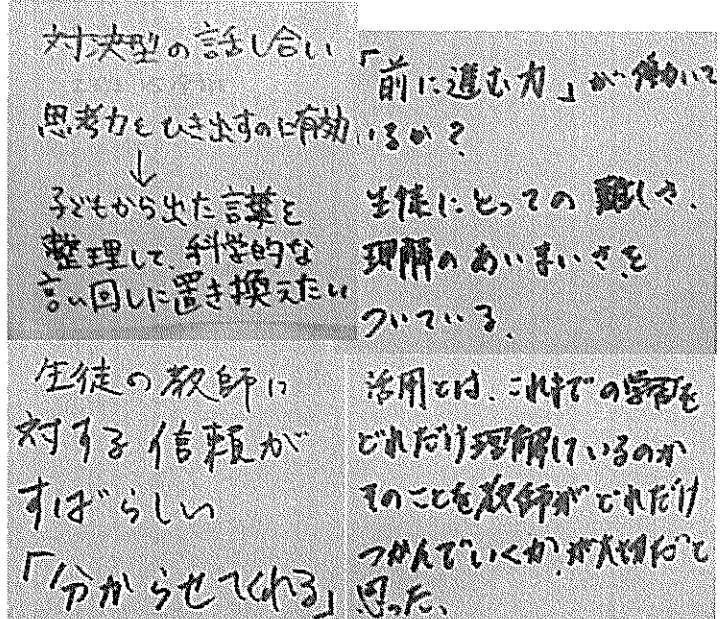 対決型の話し合い
思考力をひき出すのに有効
↓
子どもから出た言葉を
整理して、科学的な
言い回しに置き換えたい
「前に進む力」が働いて
いるか?
生徒にとっての難しさ、
理解のあいまいさを
ついている。
生徒の教師に
対する信頼が
すばらしい
「分からせてくれる」
活用とは、これまでの学習を
どれだけ理解しているのか
そのことを教師がどれだけ
つかんでいくか、が大切だと
思った。